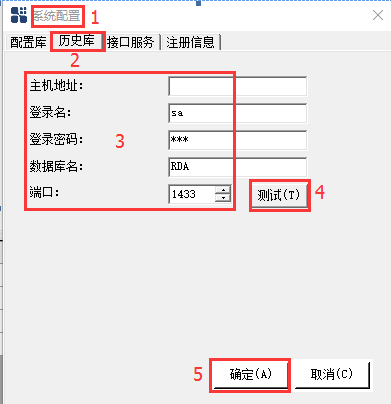 系统配置 1
配置库 历史库 接口服务 注册信息
2
主机地址:
登录名: sa
登录密码: *** 3
数据库名: RDA
端口: 1433 测试(T) 4
5 确定(A) 取消(C)